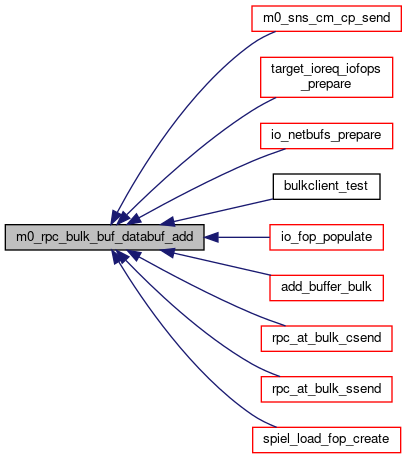 m0_sns_cm_cp_send
target_ioreq_iofops
_prepare
io_netbufs_prepare
bulkclient_test
m0_rpc_bulk_buf_databuf_add
io_fop_populate
add_buffer_bulk
rpc_at_bulk_csend
rpc_at_bulk_ssend
spiel_load_fop_create